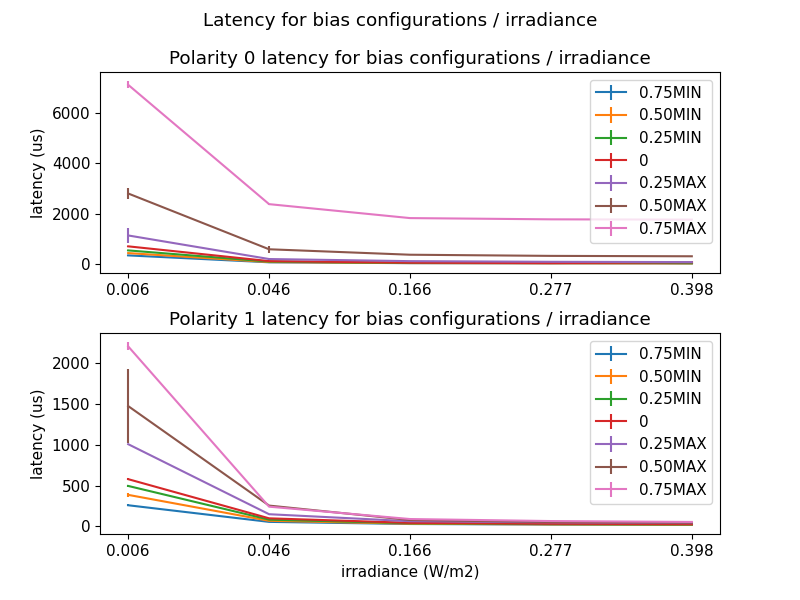 Latency for bias configurations / irradiance
Polarity 0 latency for bias configurations / irradiance
latency (us)
6000
4000
2000
0
0.006
0.046
0.166
0.277
0.398
0.75MIN
0.50MIN
0.25MIN
0
0.25MAX
0.50MAX
0.75MAX
Polarity 1 latency for bias configurations / irradiance
latency (us)
2000
1500
1000
500
0
0.006
0.046
0.166
0.277
0.398
0.75MIN
0.50MIN
0.25MIN
0
0.25MAX
0.50MAX
0.75MAX
irradiance (W/m2)